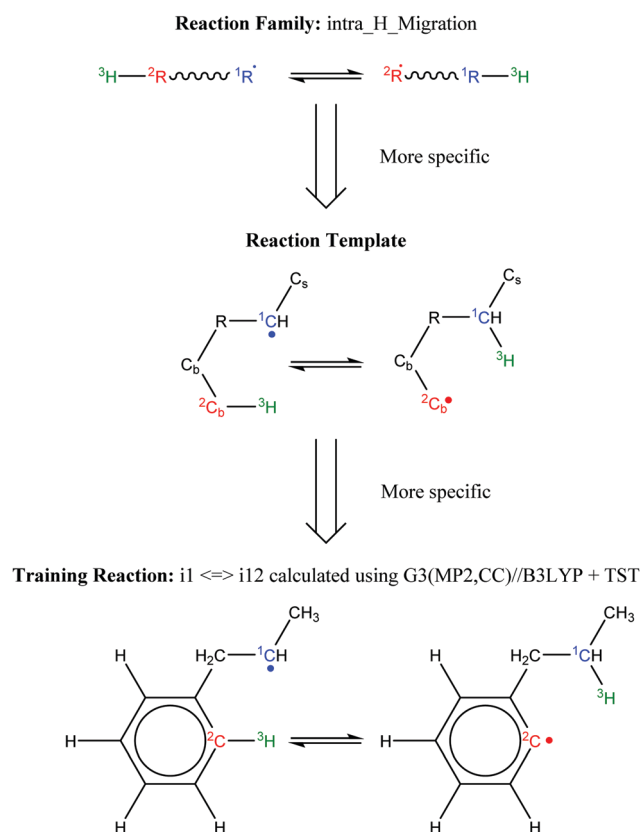 Reaction Family: intra_H_Migration
³H ²R ¹R• ²R• ¹R H³
More specific
Reaction Template
Cs Cs
R ¹CH• R ¹CH
Cb Cb ³H
²Cb ³H ²Cb•
More specific
Training Reaction: i1 <=> i12 calculated using G3(MP2,CC)//B3LYP + TST
CH₃ CH₃
H H₂C ¹CH• H H₂C ¹CH
³H
H ²C ³H H ²C•
H H H H